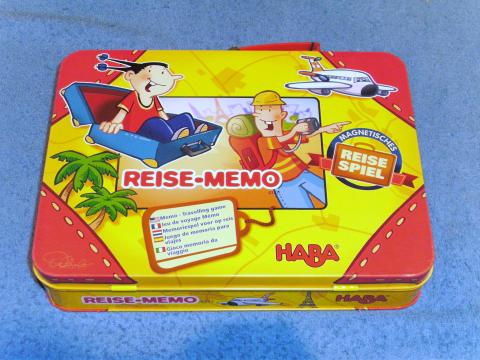 MAGNETISCHES
REISE
SPIEL
REISE-MEMO
Memo - travelling game
Jeu de voyage Mémo
Memoriespel voor op reis
Juego de memoria para
viajes
Gioco memoria da
viaggio
HABA
REISE-MEMO
HABA